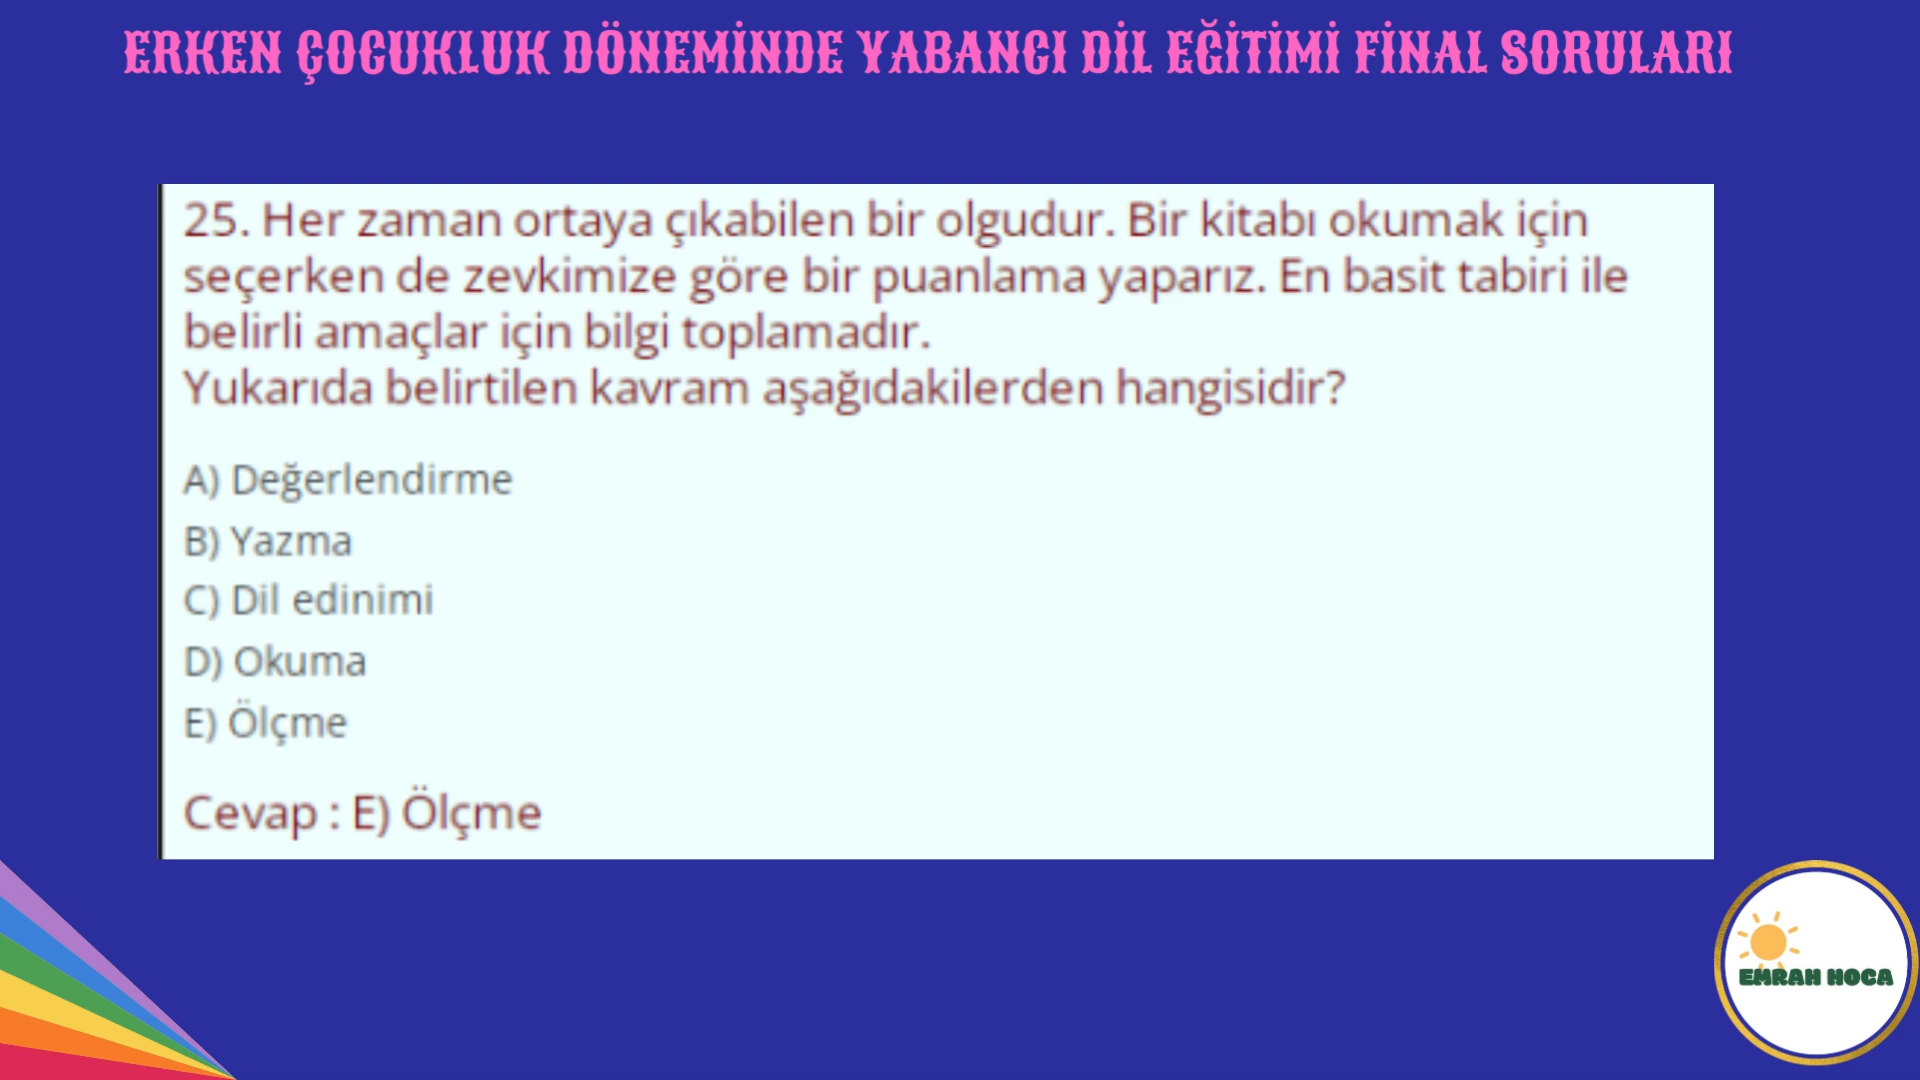 ERKEN ÇOCUKLUK DÖNEMİNDE YABANCI DİL EĞİTİMİ FİNAL SORULARI
25. Her zaman ortaya çıkabilen bir olgudur. Bir kitabı okumak için
seçerken de zevkimize göre bir puanlama yaparız. En basit tabiri ile
belirli amaçlar için bilgi toplamadır.
Yukarıda belirtilen kavram aşağıdakilerden hangisidir?
A) Değerlendirme
B) Yazma
C) Dil edinimi
D) Okuma
E) Ölçme
Cevap : E) Ölçme
EMRAH HOCA